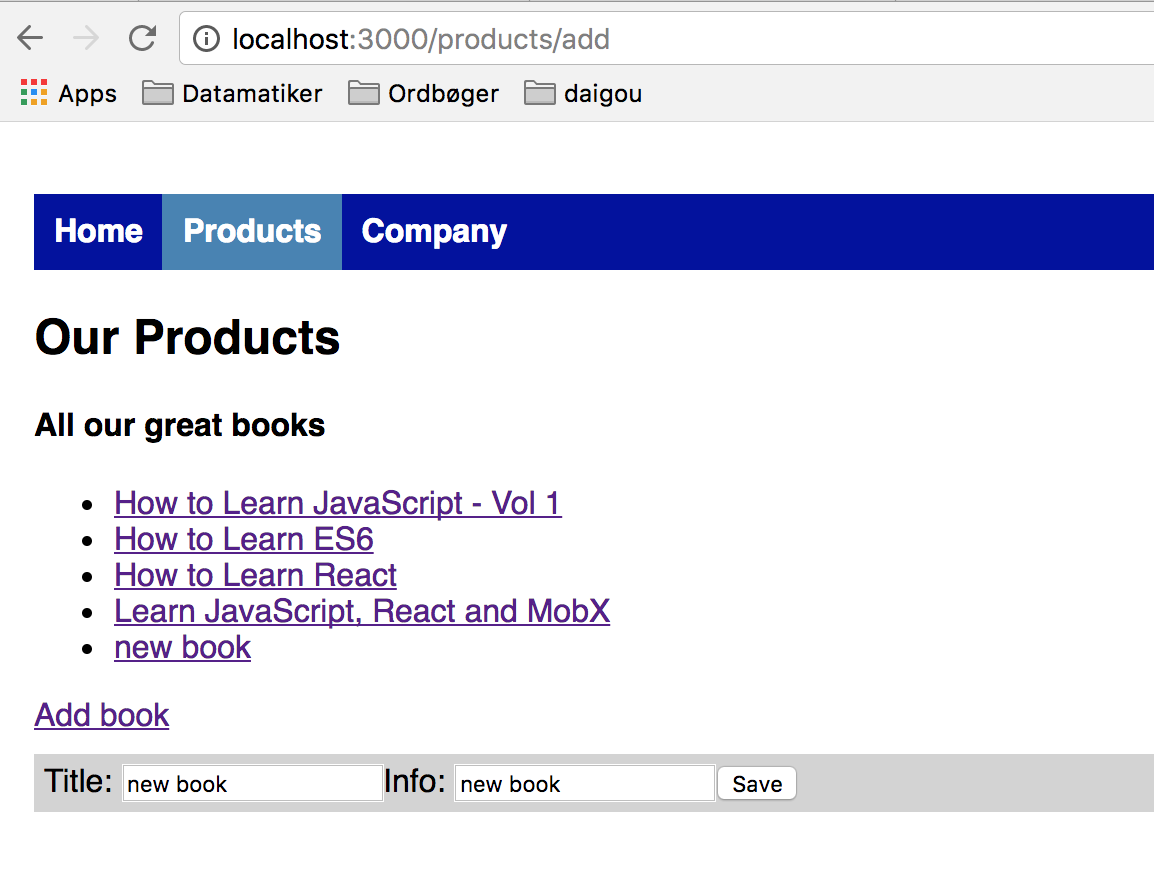 localhost:3000/products/add
Apps Datamatiker Ordbøger daigou
Home Products Company
Our Products
All our great books
How to Learn JavaScript - Vol 1
How to Learn ES6
How to Learn React
Learn JavaScript, React and MobX
new book
Add book
Title: new book Info: new book Save